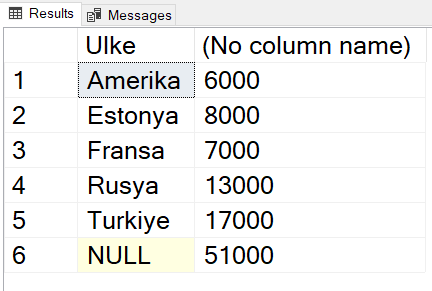 Results Messages
Ulke (No column name)
1 Amerika 6000
2 Estonya 8000
3 Fransa 7000
4 Rusya 13000
5 Turkiye 17000
6 NULL 51000